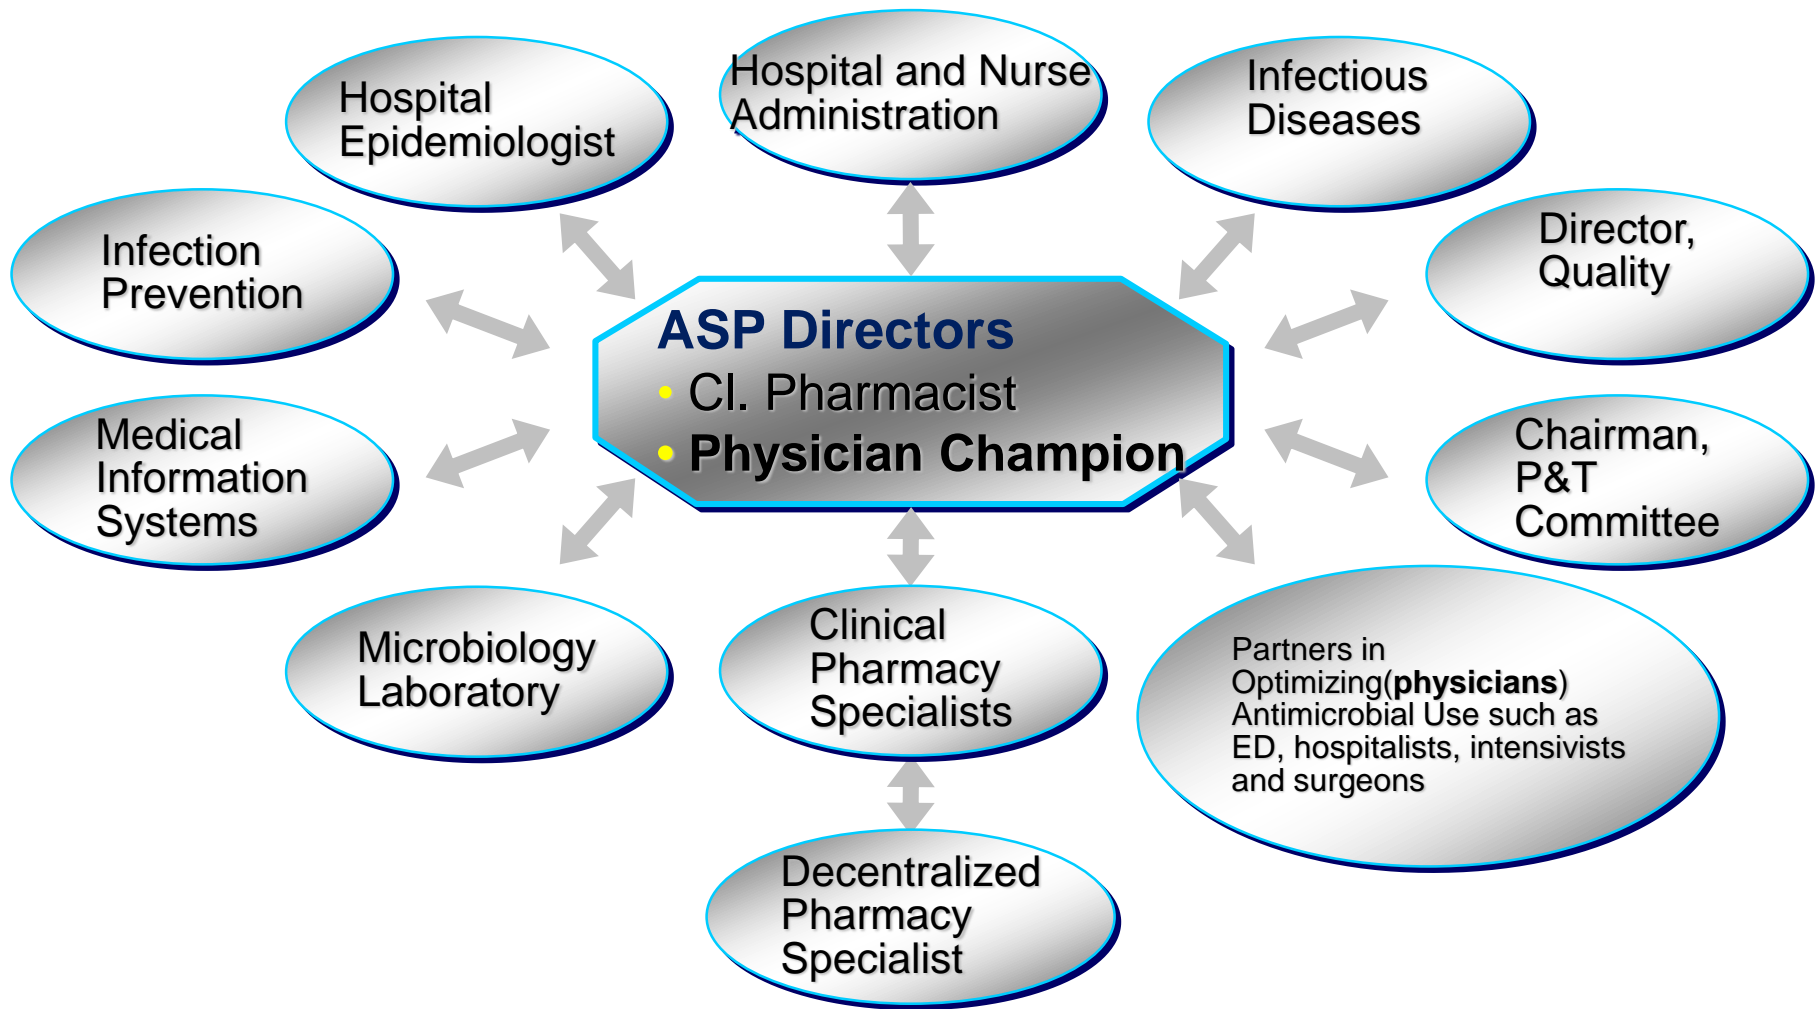 Hospital and Nurse
Administration
Hospital
Epidemiologist
Infectious
Diseases
Infection
Prevention
Director,
Quality
ASP Directors
• Cl. Pharmacist
• Physician Champion
Medical
Information
Systems
Chairman,
P&T
Committee
Microbiology
Laboratory
Clinical
Pharmacy
Specialists
Partners in
Optimizing(physicians)
Antimicrobial Use such as
ED, hospitalists, intensivists
and surgeons
Decentralized
Pharmacy
Specialist